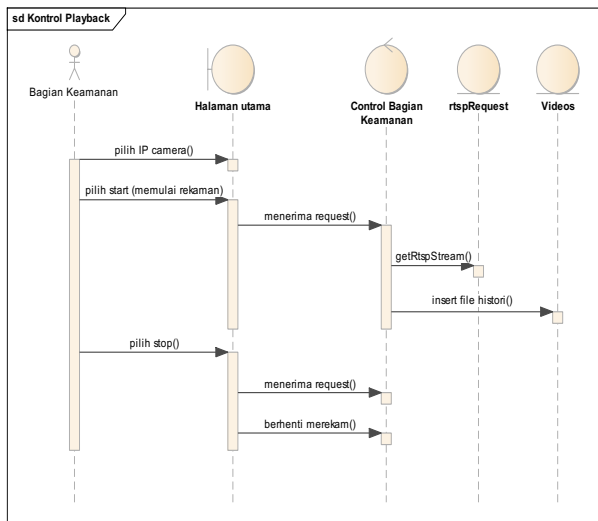 sd Kontrol Playback
Bagian Keamanan
Halaman utama
Control Bagian
Keamanan
rtspRequest
Videos
pilih IP camera()
pilih start (memulai rekaman)
menerima request()
getRtspStream()
insert file histori()
pilih stop()
menerima request()
berhenti merekam()